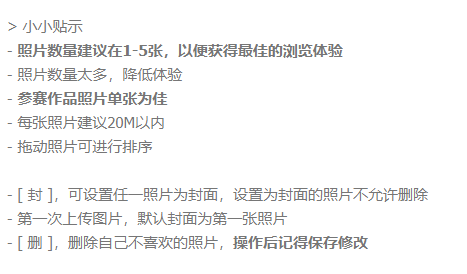 > 小小贴示
- 照片数量建议在1-5张，以便获得最佳的浏览体验
- 照片数量太多，降低体验
- 参赛作品照片单张为佳
- 每张照片建议20M以内
- 拖动照片可进行排序
- [ 封 ]，可设置任一照片为封面，设置为封面的照片不允许删除
- 第一次上传图片，默认封面为第一张照片
- [ 删 ]，删除自己不喜欢的照片，操作后记得保存修改